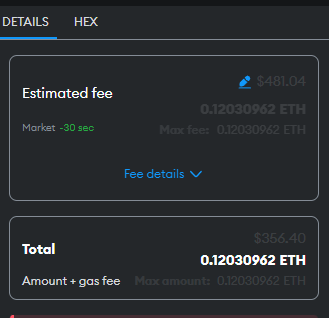 DETAILS HEX
Estimated fee
$481.04
0.12030962 ETH
Market -30 sec
Max fee: 0.12030962 ETH
Fee details
Total
$356.40
0.12030962 ETH
Amount + gas fee
Max amount: 0.12030962 ETH